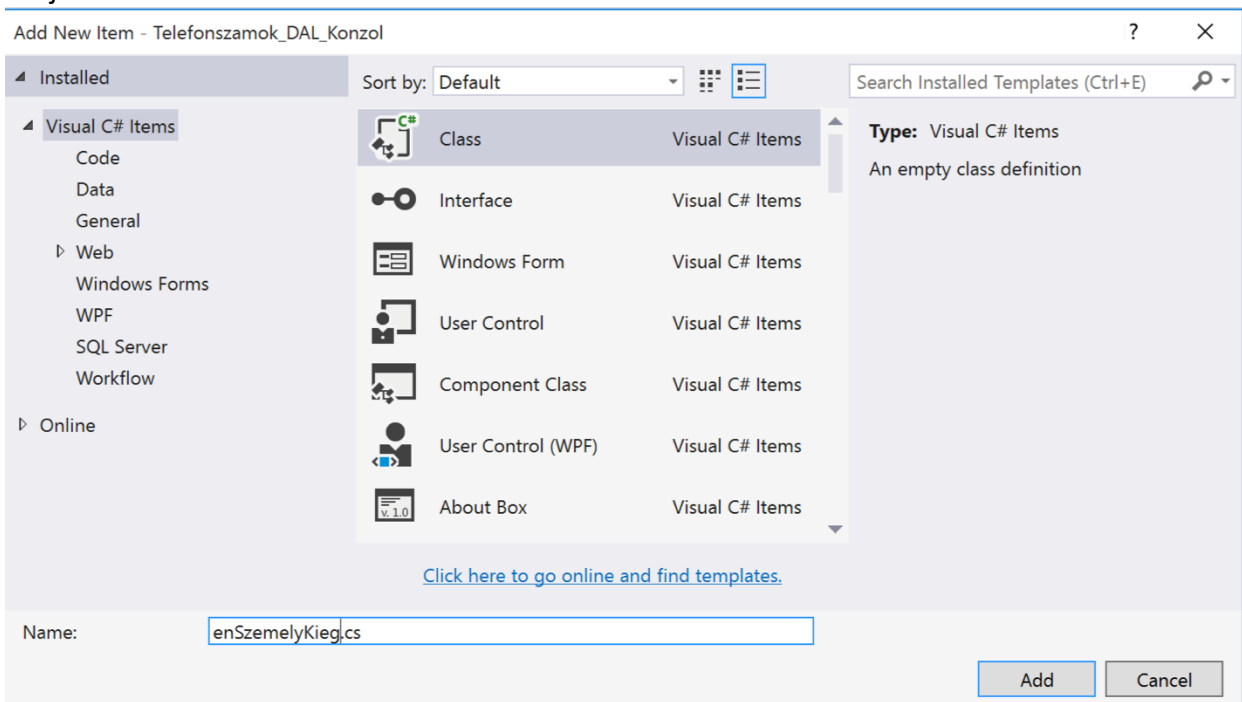 Add New Item - Telefonszamok_DAL_Konzol
?
Installed
Sort by: Default
Search Installed Templates (Ctrl+E)
Visual C# Items
Code
Data
General
Web
Windows Forms
WPF
SQL Server
Workflow
Online
C#
Class Visual C# Items
Interface Visual C# Items
Windows Form Visual C# Items
User Control Visual C# Items
Component Class Visual C# Items
User Control (WPF) Visual C# Items
v. 1.0
About Box Visual C# Items
Click here to go online and find templates.
Type: Visual C# Items
An empty class definition
Name: enSzemelyKieg.cs
Add Cancel